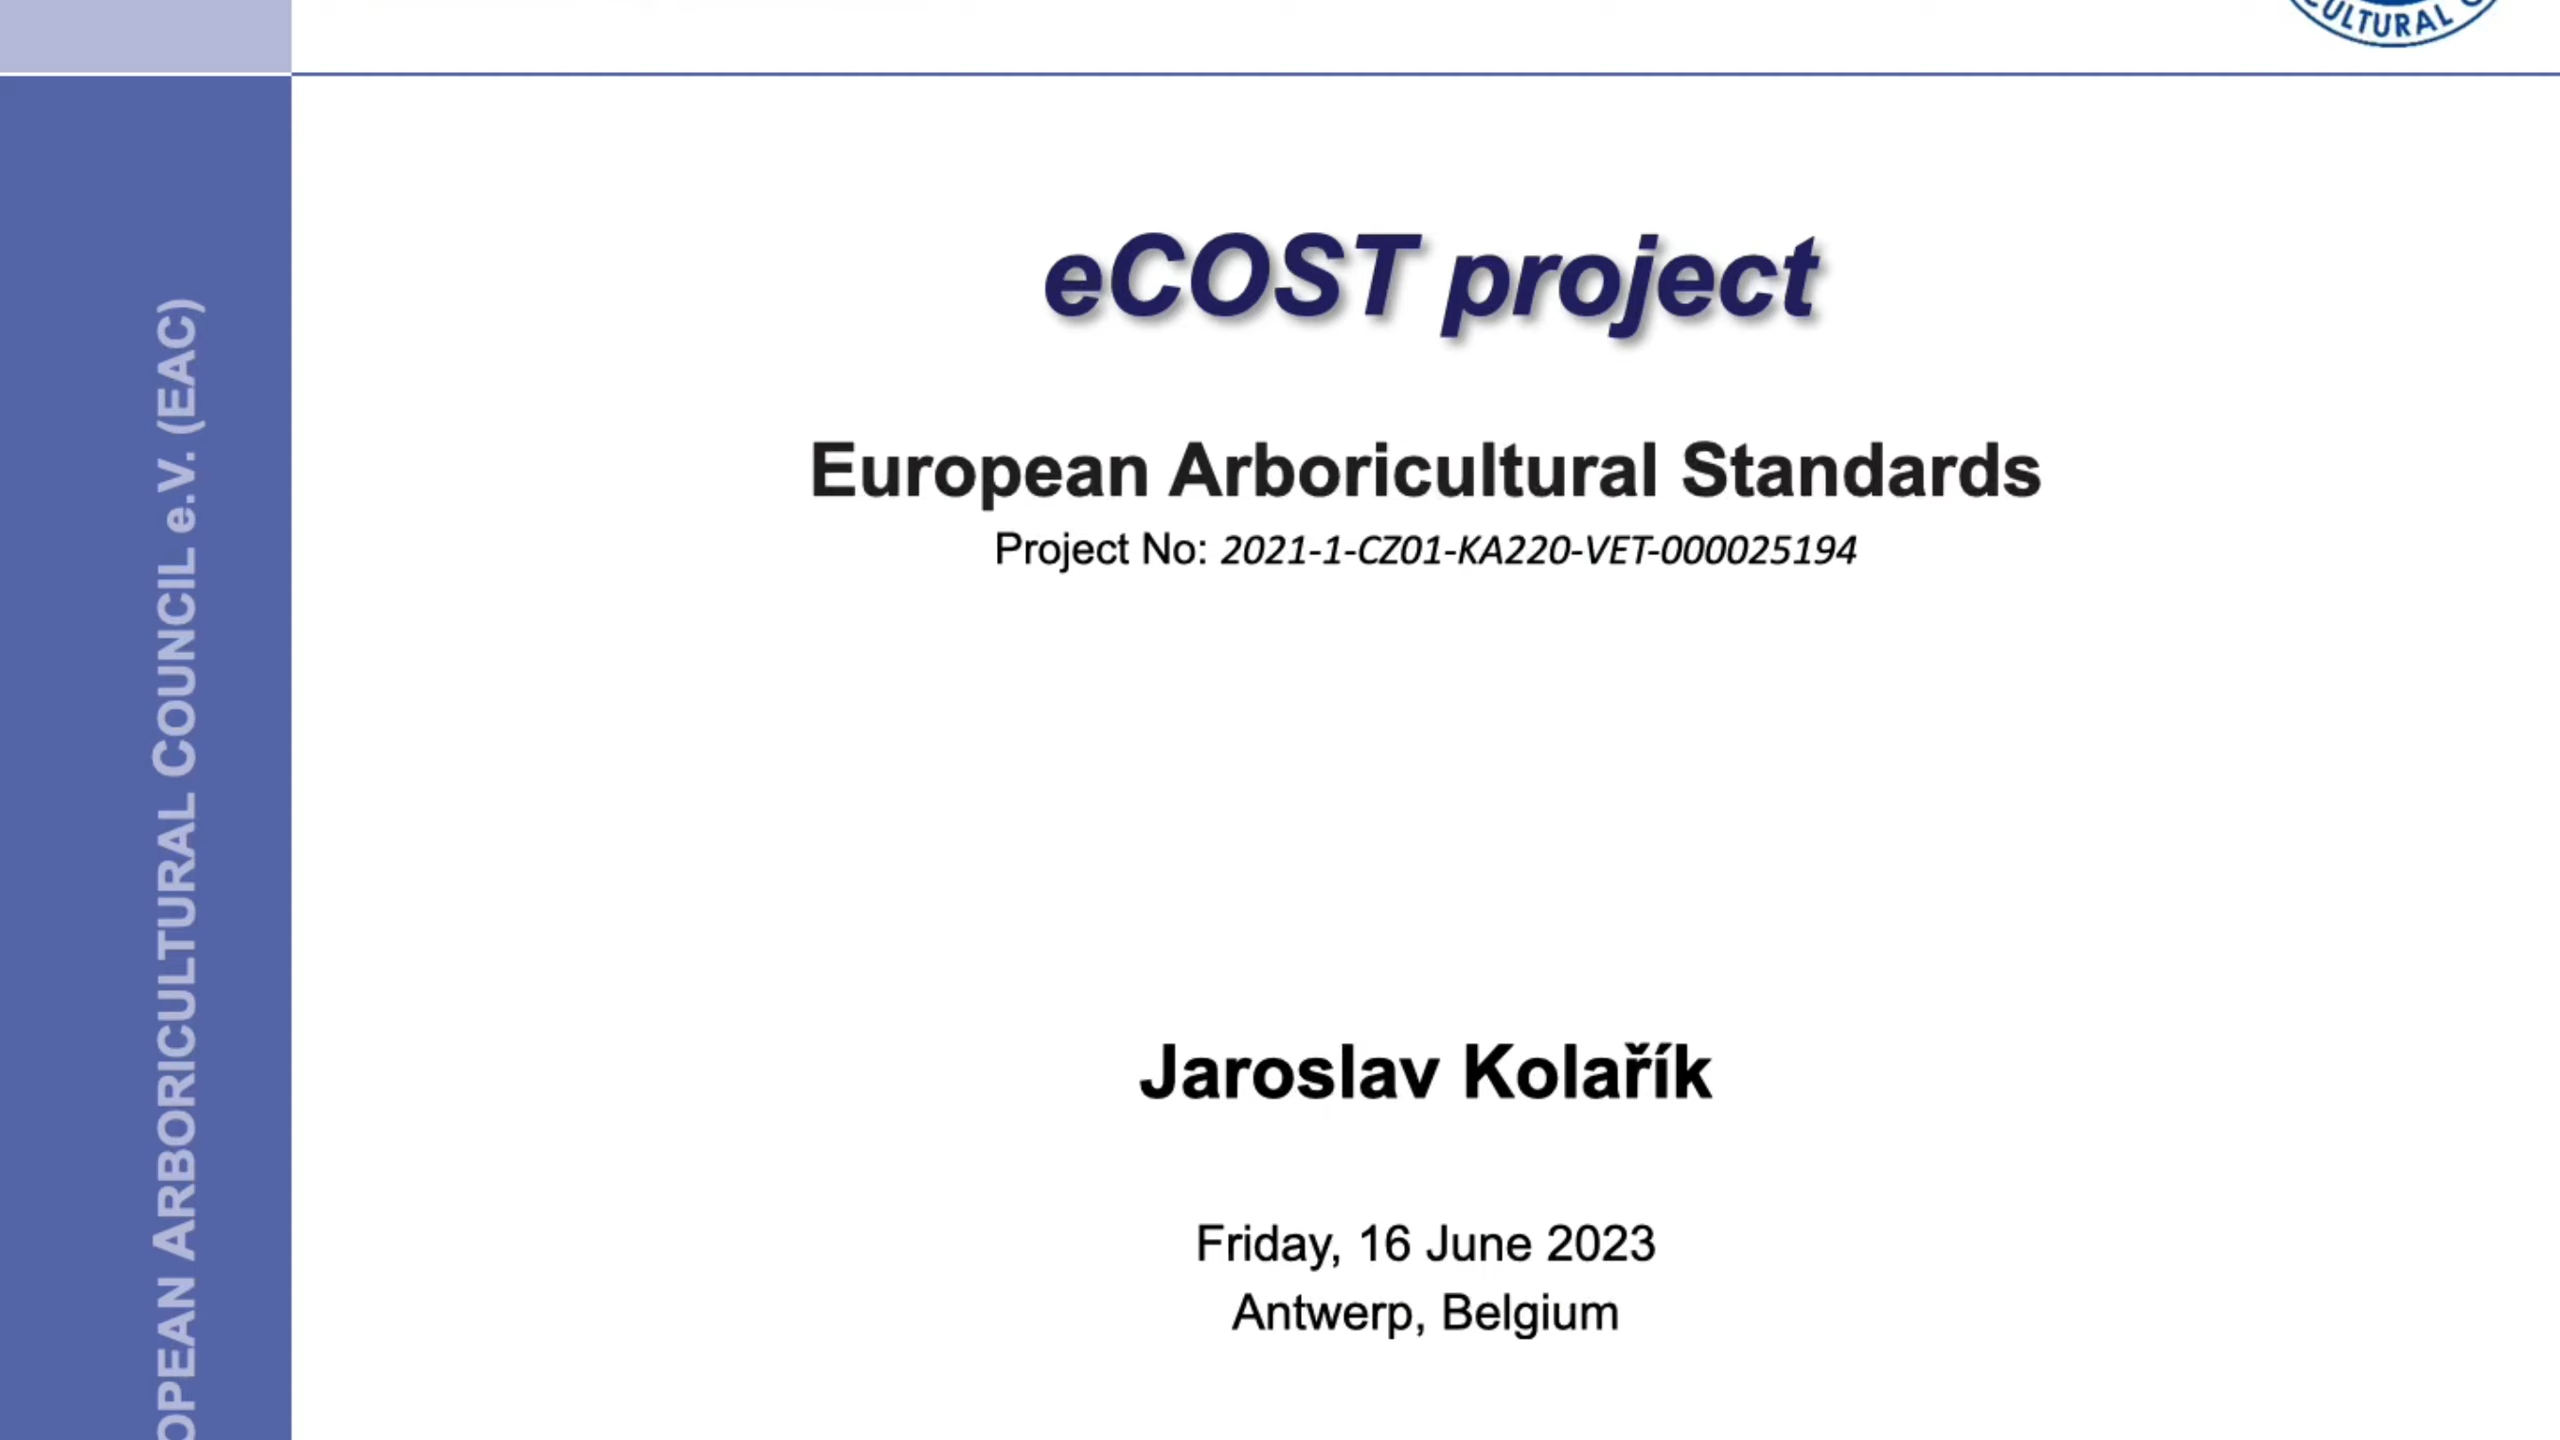 CULTURAL
eCOST project
European Arboricultural Standards
Project No: 2021-1-CZ01-KA220-VET-000025194
Jaroslav Kolařík
Friday, 16 June 2023
Antwerp, Belgium
OPEAN ARBORICULTURAL COUNCIL e.V. (EAC)